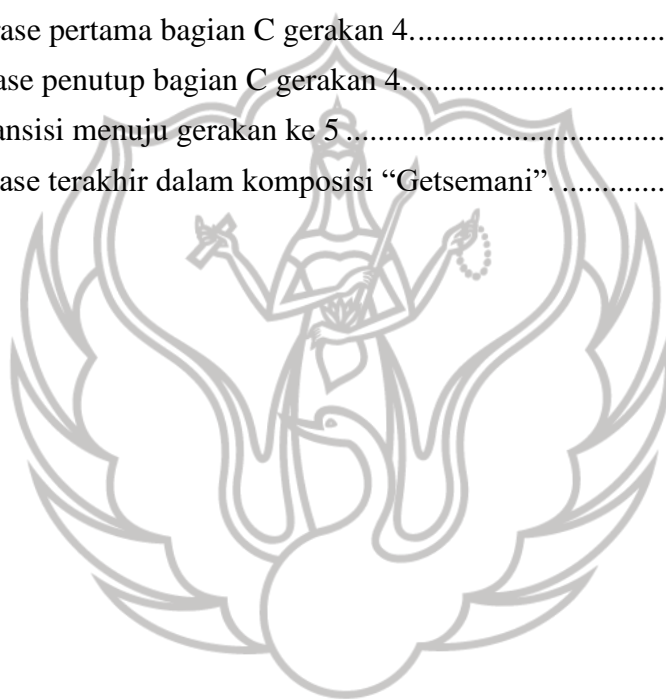 rase pertama bagian C gerakan 4.............................
ase penutup bagian C gerakan 4..............................
ansisi menuju gerakan ke 5 .....................................
ase terakhir dalam komposisi “Getsemani”. .............